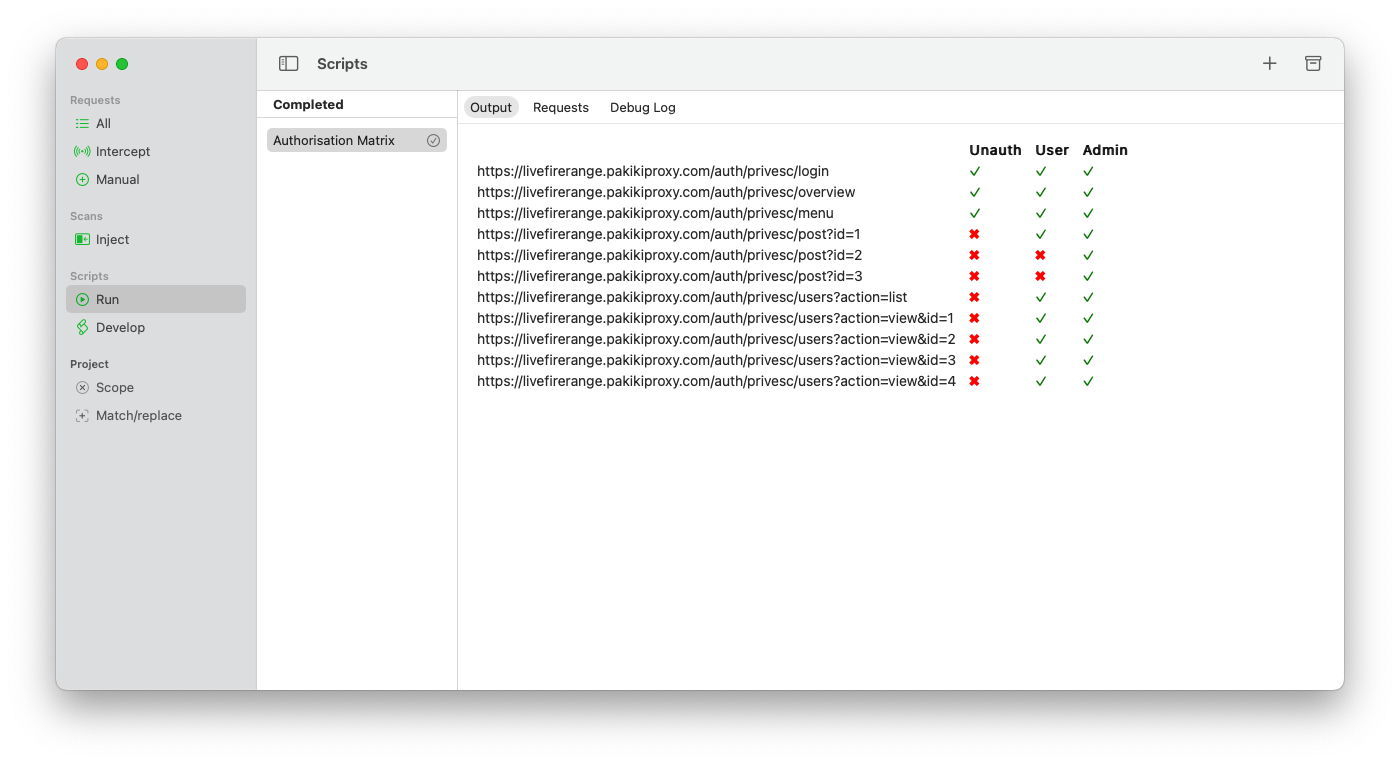 Scripts
Requests
All
Intercept
Manual
Scans
Inject
Scripts
Run
Develop
Project
Scope
Match/replace
Completed
Authorisation Matrix
Output Requests Debug Log
Unauth User Admin
https://livefirerange.pakikiproxy.com/auth/privesc/login ✓ ✓ ✓
https://livefirerange.pakikiproxy.com/auth/privesc/overview ✓ ✓ ✓
https://livefirerange.pakikiproxy.com/auth/privesc/menu ✓ ✓ ✓
https://livefirerange.pakikiproxy.com/auth/privesc/post?id=1 ✖ ✓ ✓
https://livefirerange.pakikiproxy.com/auth/privesc/post?id=2 ✖ ✖ ✓
https://livefirerange.pakikiproxy.com/auth/privesc/post?id=3 ✖ ✖ ✓
https://livefirerange.pakikiproxy.com/auth/privesc/users?action=list ✖ ✓ ✓
https://livefirerange.pakikiproxy.com/auth/privesc/users?action=view&id=1 ✖ ✓ ✓
https://livefirerange.pakikiproxy.com/auth/privesc/users?action=view&id=2 ✖ ✓ ✓
https://livefirerange.pakikiproxy.com/auth/privesc/users?action=view&id=3 ✖ ✓ ✓
https://livefirerange.pakikiproxy.com/auth/privesc/users?action=view&id=4 ✖ ✓ ✓